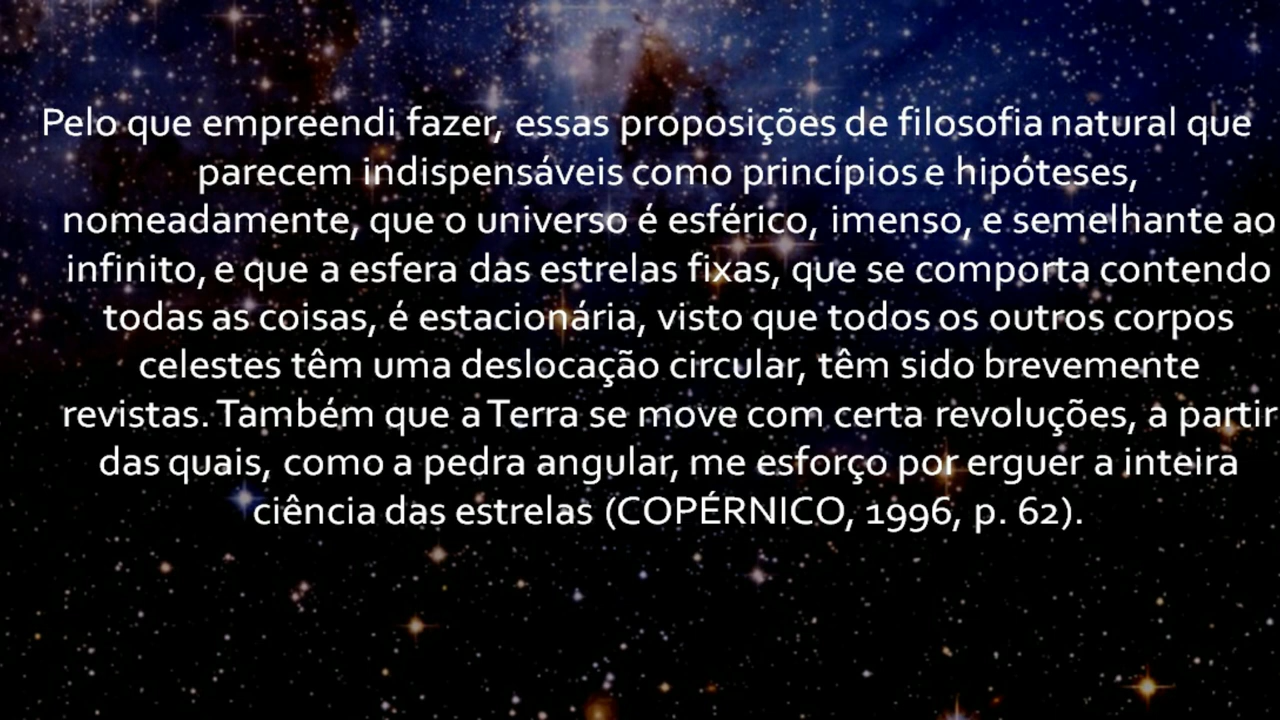 Pelo que empreendi fazer, essas proposições de filosofia natural que
parecem indispensáveis como princípios e hipóteses,
nomeadamente, que o universo é esférico, imenso, e semelhante ao
infinito, e que a esfera das estrelas fixas, que se comporta contendo
todas as coisas, é estacionária, visto que todos os outros corpos
celestes têm uma deslocação circular, têm sido brevemente
revistas. Também que a Terra se move com certa revoluções, a partir
das quais, como a pedra angular, me esforço por erguer a inteira
ciência das estrelas (COPÉRNICO, 1996, p. 62).